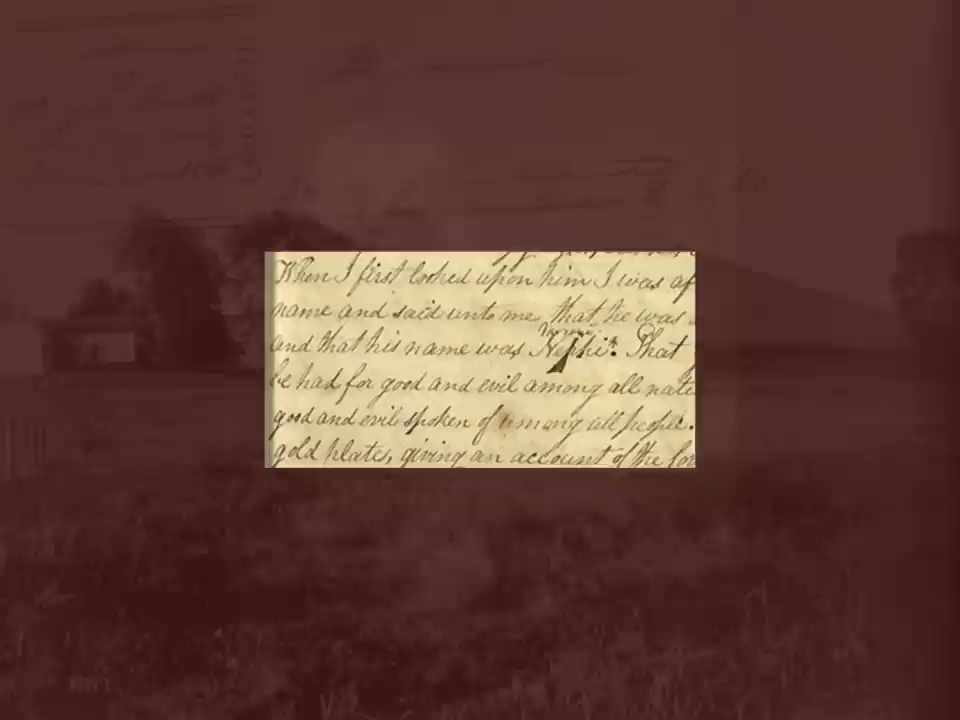 When I first looked upon him I was af
name and said unto me that he was
and that his name was Nephi. That
be had for good and evil among all nati
good and evil spoken of among all people.
gold plates, giving an account of the for